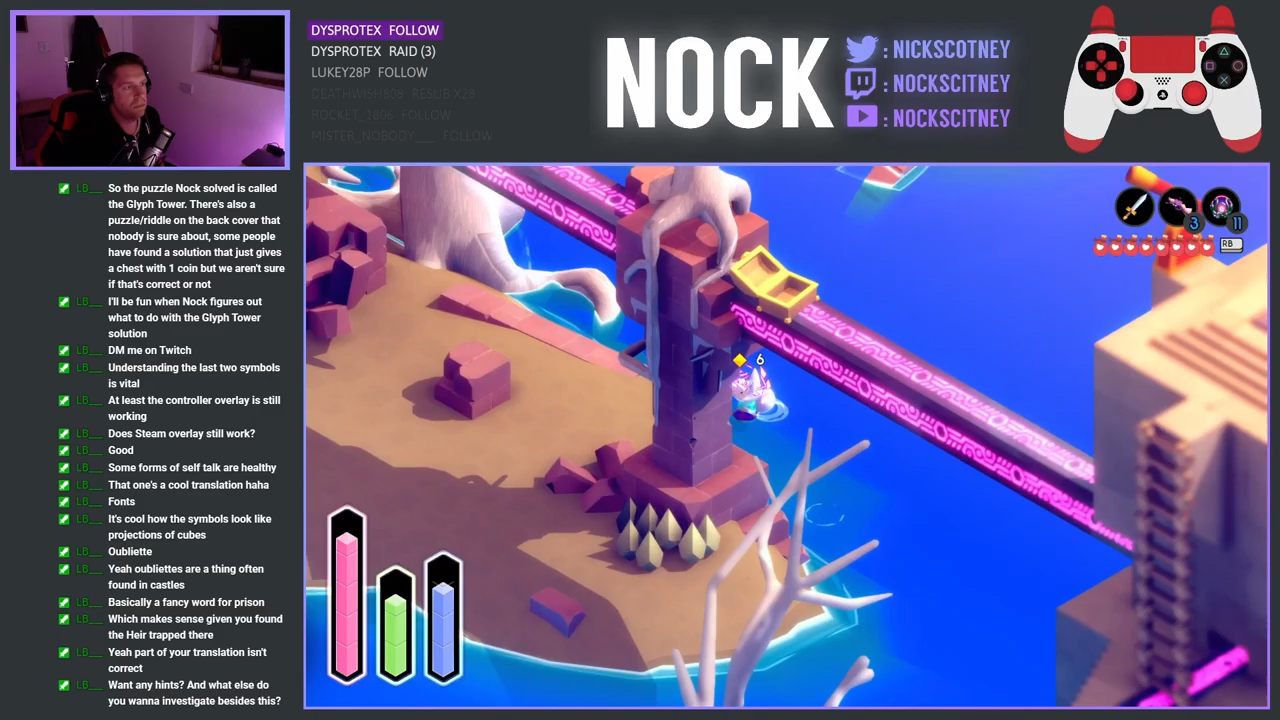 DYSPROTEX FOLLOW
DYSPROTEX RAID (3)
LUKEY28P FOLLOW
DEATHWISH808 RESUB X28
ROCKET_1806 FOLLOW
MISTER_NOBODY____ FOLLOW
NOCK
: NICKSCOTNEY
: NOCKSCITNEY
: NOCKSCITNEY
LB__ So the puzzle Nock solved is called
the Glyph Tower. There's also a
puzzle/riddle on the back cover that
nobody is sure about, some people
have found a solution that just gives
a chest with 1 coin but we aren't sure
if that's correct or not
LB__ I'll be fun when Nock figures out
what to do with the Glyph Tower
solution
LB__ DM me on Twitch
LB__ Understanding the last two symbols
is vital
LB__ At least the controller overlay is still
working
LB__ Does Steam overlay still work?
LB__ Good
LB__ Some forms of self talk are healthy
LB__ That one's a cool translation haha
LB__ Fonts
LB__ It's cool how the symbols look like
projections of cubes
LB__ Oubliette
LB__ Yeah oubliettes are a thing often
found in castles
LB__ Basically a fancy word for prison
LB__ Which makes sense given you found
the Heir trapped there
LB__ Yeah part of your translation isn't
correct
LB__ Want any hints? And what else do
you wanna investigate besides this?
3
11
RB
6